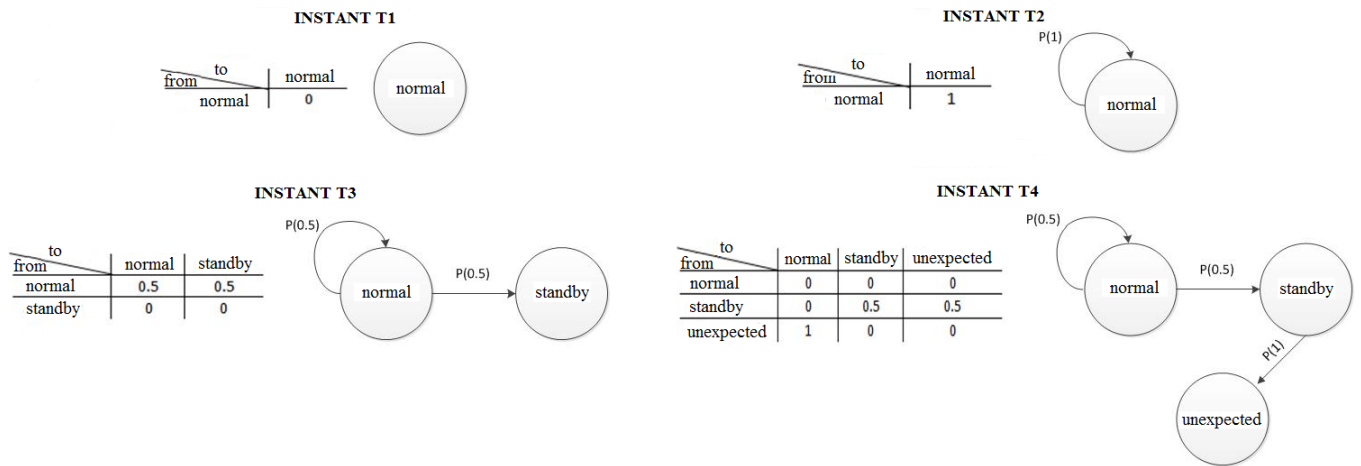 INSTANT T1
to
from
normal
normal
0
normal
INSTANT T2
to
from
normal
normal
1
P(1)
normal
INSTANT T3
to
from
normal standby
normal 0.5 0.5
standby 0 0
P(0.5)
normal
P(0.5)
standby
INSTANT T4
to
from
normal standby unexpected
normal 0 0 0
standby 0 0.5 0.5
unexpected 1 0 0
P(0.5)
normal
P(0.5)
standby
P(1)
unexpected